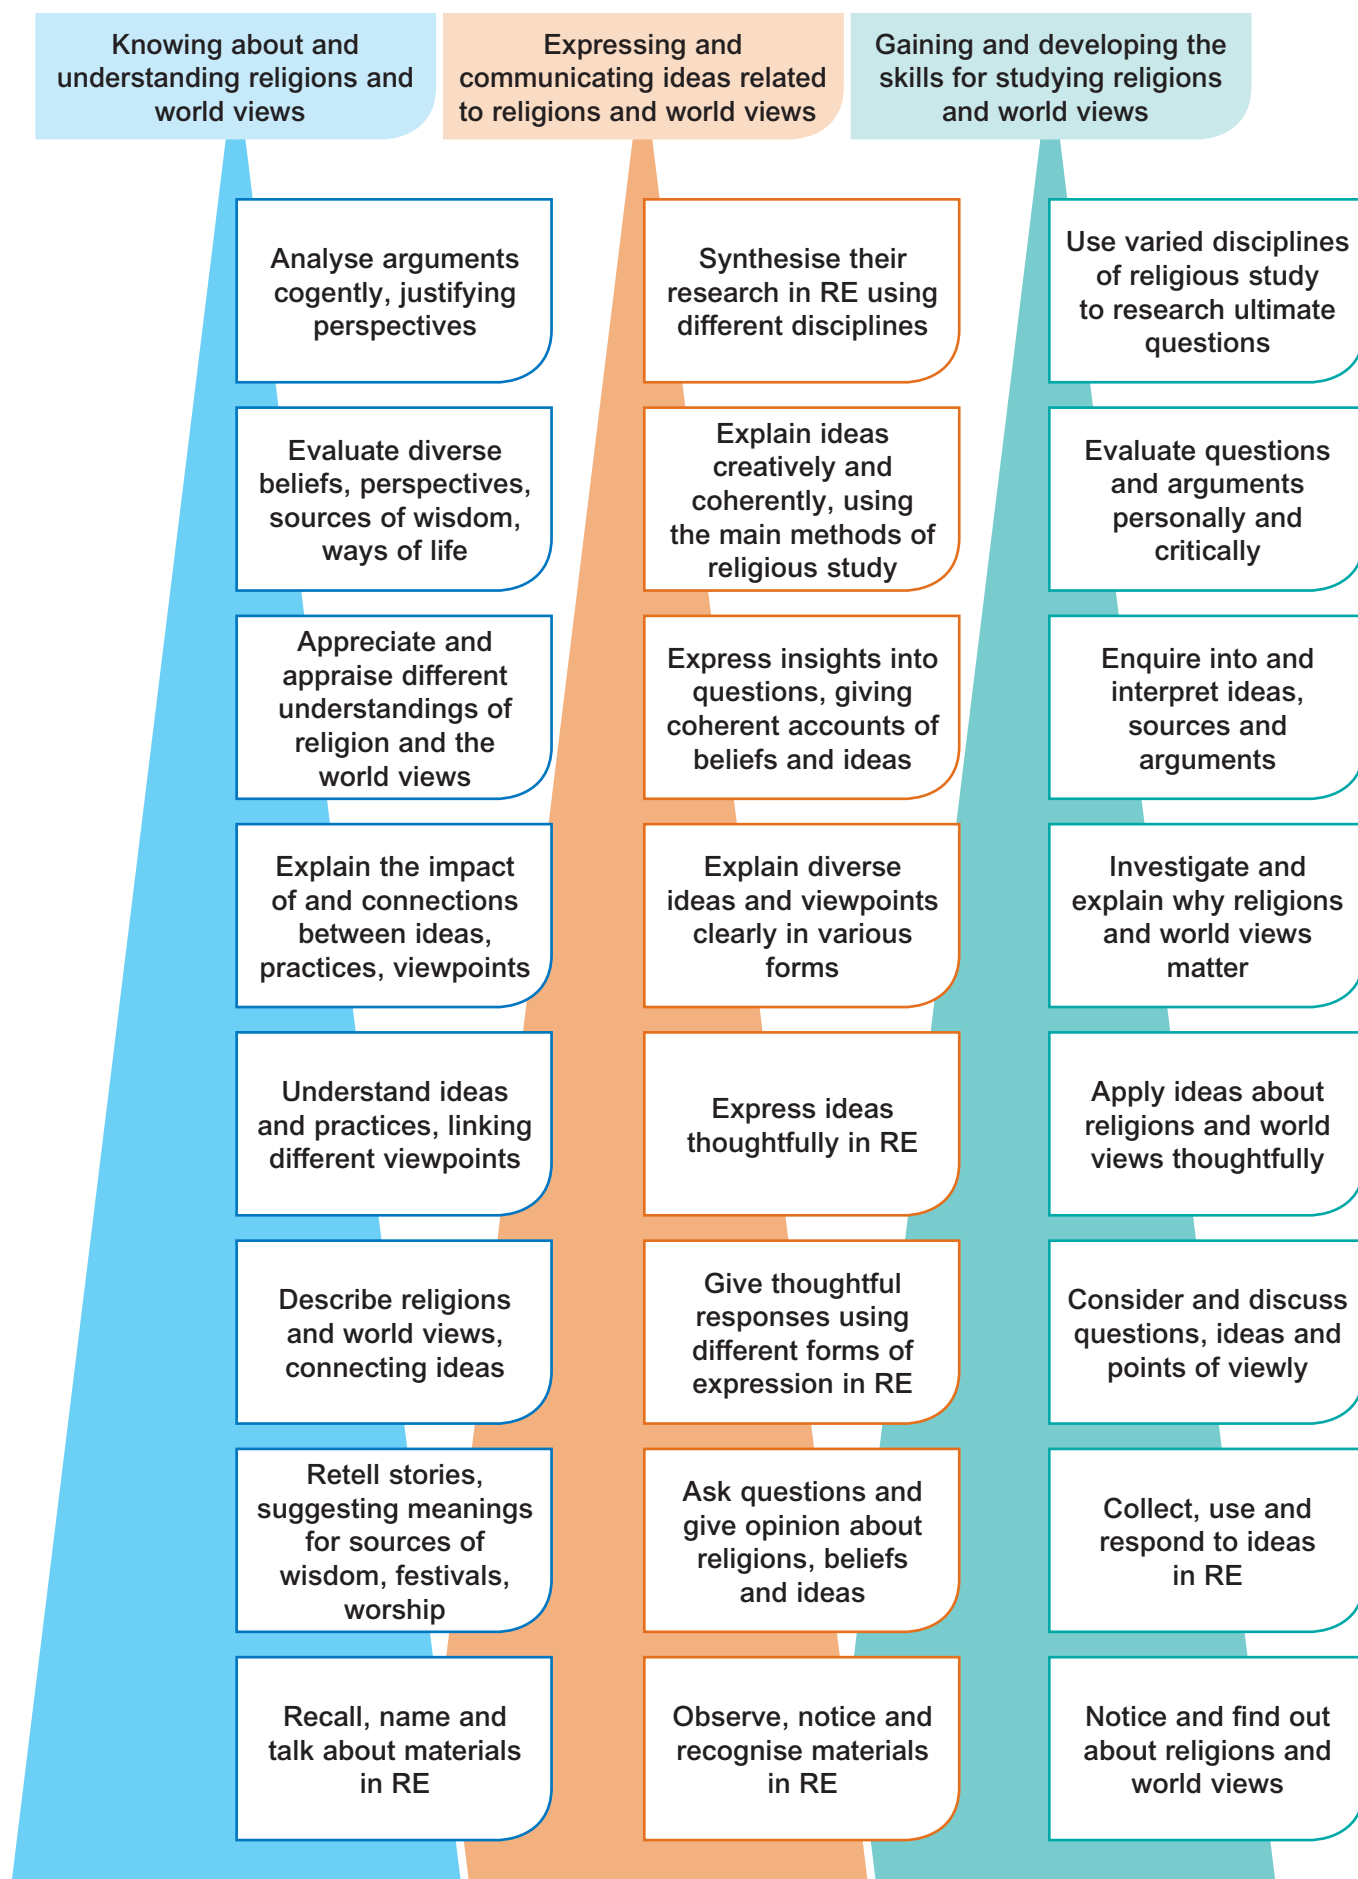 Knowing about and
understanding religions and
world views
Expressing and
communicating ideas related
to religions and world views
Gaining and developing the
skills for studying religions
and world views
Analyse arguments
cogently, justifying
perspectives
Synthesise their
research in RE using
different disciplines
Use varied disciplines
of religious study
to research ultimate
questions
Evaluate diverse
beliefs, perspectives,
sources of wisdom,
ways of life
Explain ideas
creatively and
coherently, using
the main methods of
religious study
Evaluate questions
and arguments
personally and
critically
Appreciate and
appraise different
understandings of
religion and the
world views
Express insights into
questions, giving
coherent accounts of
beliefs and ideas
Enquire into and
interpret ideas,
sources and
arguments
Explain the impact
of and connections
between ideas,
practices, viewpoints
Explain diverse
ideas and viewpoints
clearly in various
forms
Investigate and
explain why religions
and world views
matter
Understand ideas
and practices, linking
different viewpoints
Express ideas
thoughtfully in RE
Apply ideas about
religions and world
views thoughtfully
Describe religions
and world views,
connecting ideas
Give thoughtful
responses using
different forms of
expression in RE
Consider and discuss
questions, ideas and
points of viewly
Retell stories,
suggesting meanings
for sources of
wisdom, festivals,
worship
Ask questions and
give opinion about
religions, beliefs
and ideas
Collect, use and
respond to ideas
in RE
Recall, name and
talk about materials
in RE
Observe, notice and
recognise materials
in RE
Notice and find out
about religions and
world views